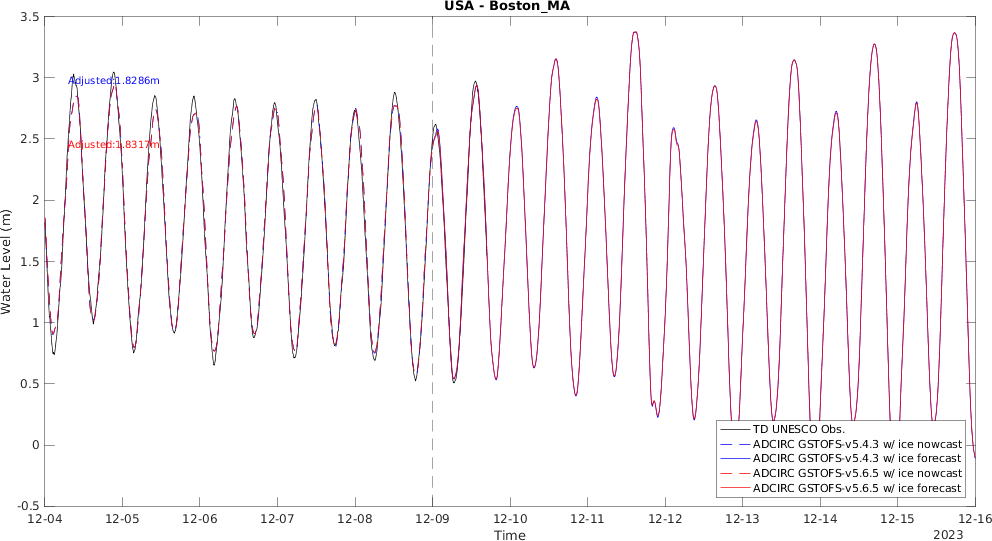 USA - Boston_MA
3.5
3
2.5
2
1.5
1
0.5
0
-0.5
Water Level (m)
Adjusted:1.8286m
Adjusted:1.8317m
TD UNESCO Obs.
ADCIRC GSTOFS-v5.4.3 w/ ice nowcast
ADCIRC GSTOFS-v5.4.3 w/ ice forecast
ADCIRC GSTOFS-v5.6.5 w/ ice nowcast
ADCIRC GSTOFS-v5.6.5 w/ ice forecast
12-04 12-05 12-06 12-07 12-08 12-09 12-10 12-11 12-12 12-13 12-14 12-15 12-16
Time
2023